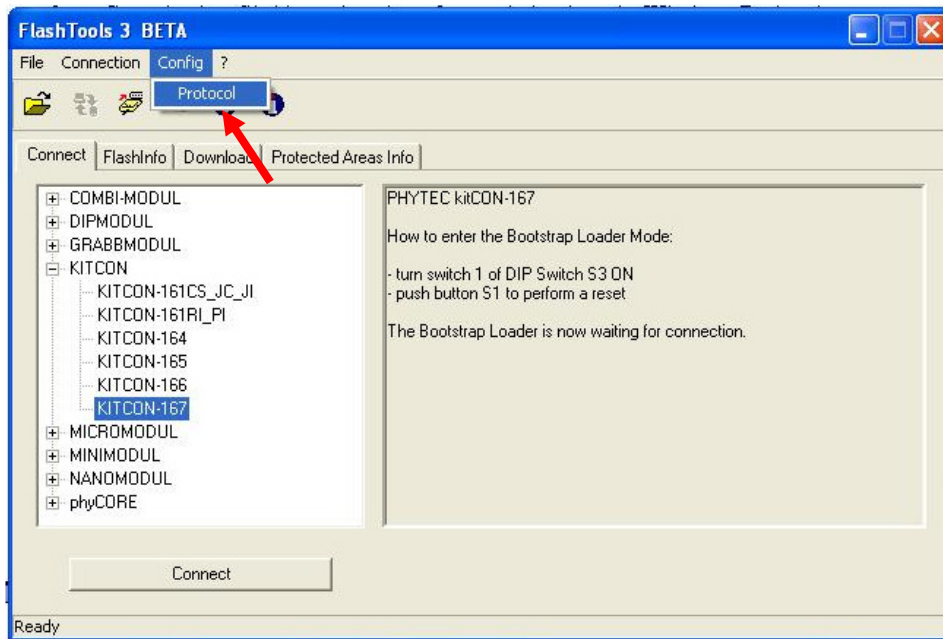 FlashTools 3 BETA
File Connection Config ?
Protocol
Connect FlashInfo Download Protected Areas Info
COMBI-MODUL
DIPMODUL
GRABBMODUL
KITCON
KITCON-161CS_JC_JI
KITCON-161RI_PI
KITCON-164
KITCON-165
KITCON-166
KITCON-167
MICROMODUL
MINIMODUL
NANOMODUL
phyCORE
PHYTEC kitCON-167
How to enter the Bootstrap Loader Mode:
- turn switch 1 of DIP Switch S3 ON
- push button S1 to perform a reset
The Bootstrap Loader is now waiting for connection.
Connect
Ready